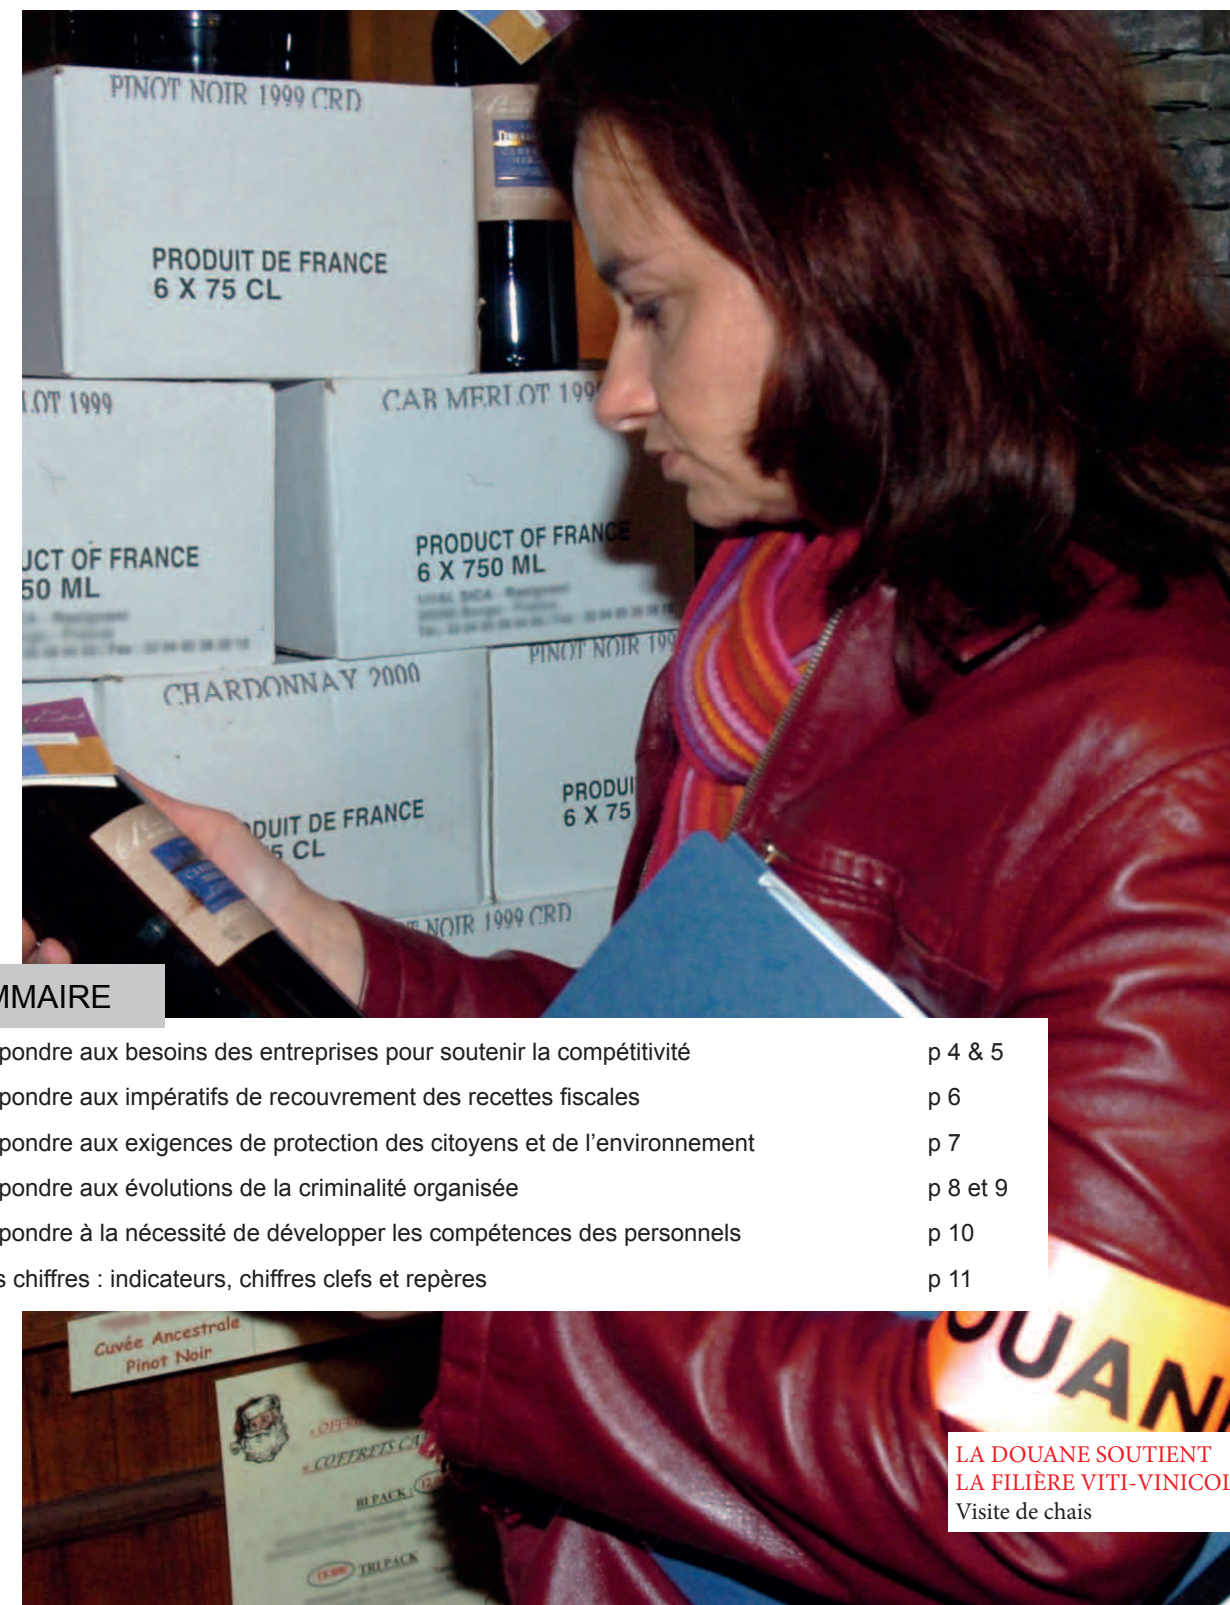 PINOT NOIR 1999 CRD
PRODUIT DE FRANCE
6 X 75 CL
LOT 1999
CAB MERLOT 199
UCT OF FRANCE
50 ML
PRODUCT OF FRANCE
6 X 750 ML
CHARDONNAY 2000
PINOT NOIR 199
DUIT DE FRANCE
5 CL
PRODUI
6 X 75
NOIR 1999 CRD
MMAIRE
pondre aux besoins des entreprises pour soutenir la compétitivité p 4 & 5
pondre aux impératifs de recouvrement des recettes fiscales p 6
pondre aux exigences de protection des citoyens et de l’environnement p 7
pondre aux évolutions de la criminalité organisée p 8 et 9
pondre à la nécessité de développer les compétences des personnels p 10
s chiffres : indicateurs, chiffres clefs et repères p 11
Cuvée Ancestrale
Pinot Noir
COFFRETS CA
BI PACK :
TRI PACK
OUAN
LA DOUANE SOUTIENT
LA FILIÈRE VITI-VINICOL
Visite de chais